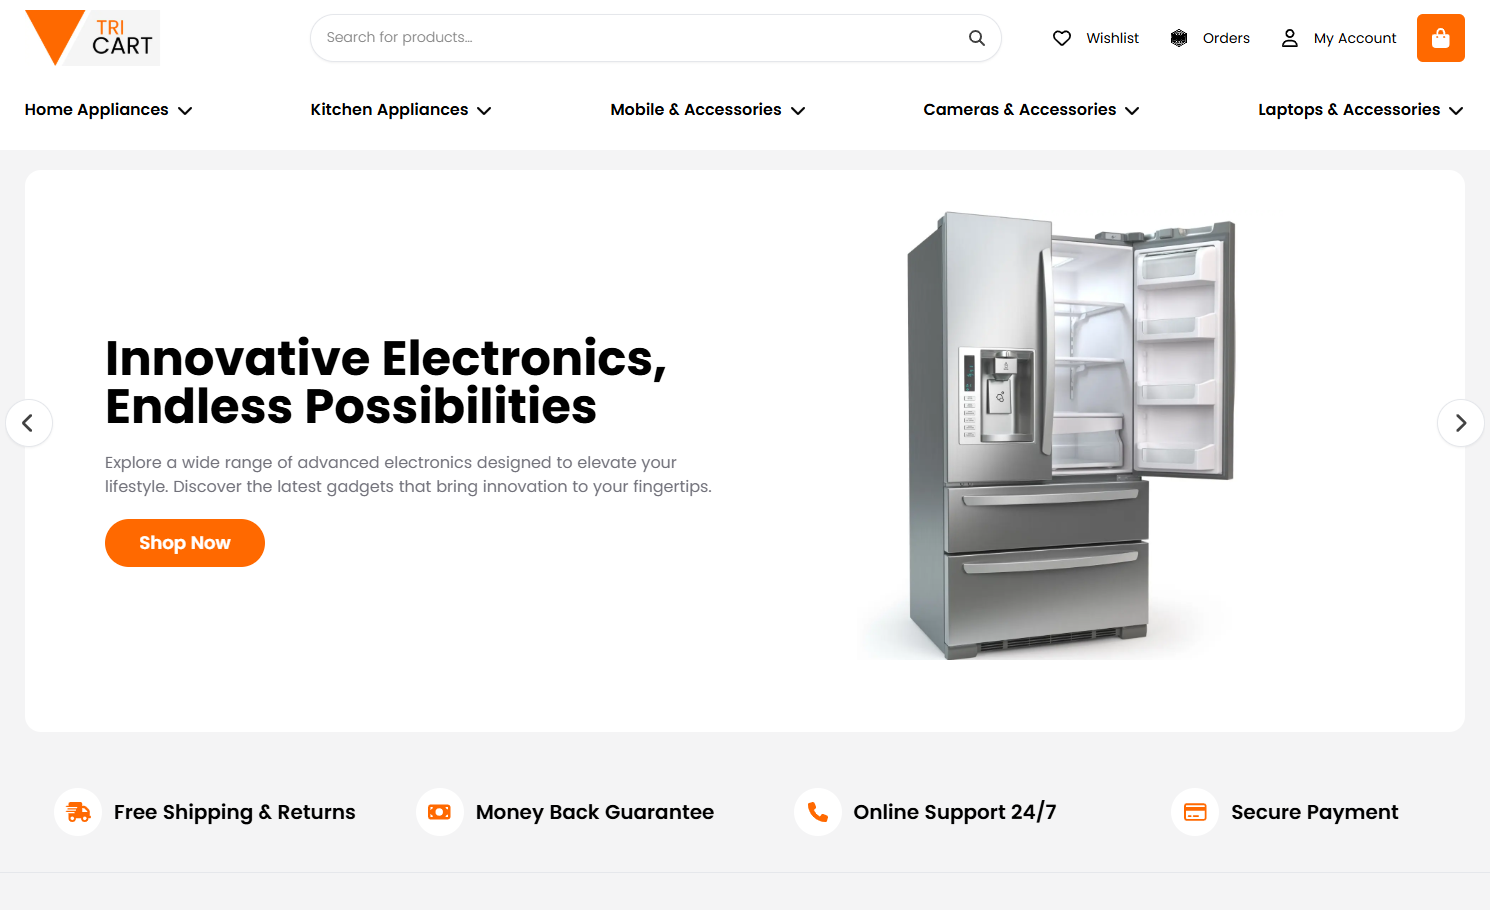 TRI
CART
Search for products...
Wishlist
Orders
My Account
Home Appliances
Kitchen Appliances
Mobile & Accessories
Cameras & Accessories
Laptops & Accessories
Innovative Electronics,
Endless Possibilities
Explore a wide range of advanced electronics designed to elevate your
lifestyle. Discover the latest gadgets that bring innovation to your fingertips.
Shop Now
Free Shipping & Returns
Money Back Guarantee
Online Support 24/7
Secure Payment